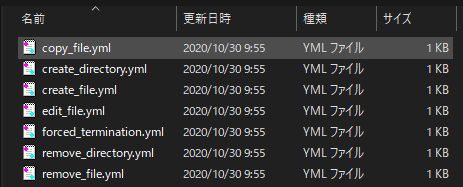 名前 更新日時 種類 サイズ
copy_file.yml 2020/10/30 9:55 YML ファイル 1 KB
create_directory.yml 2020/10/30 9:55 YML ファイル 1 KB
create_file.yml 2020/10/30 9:55 YML ファイル 1 KB
edit_file.yml 2020/10/30 9:55 YML ファイル 1 KB
forced_termination.yml 2020/10/30 9:55 YML ファイル 1 KB
remove_directory.yml 2020/10/30 9:55 YML ファイル 1 KB
remove_file.yml 2020/10/30 9:55 YML ファイル 1 KB